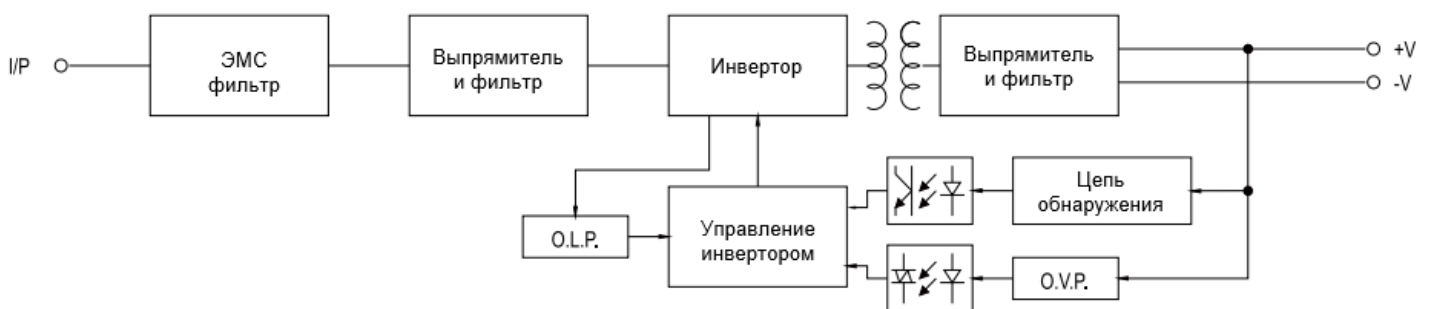 I/P
ЭМС
фильтр
Выпрямитель
и фильтр
Инвертор
Выпрямитель
и фильтр
+V
-V
O.L.P.
Управление
инвертором
Цепь
обнаружения
O.V.P.